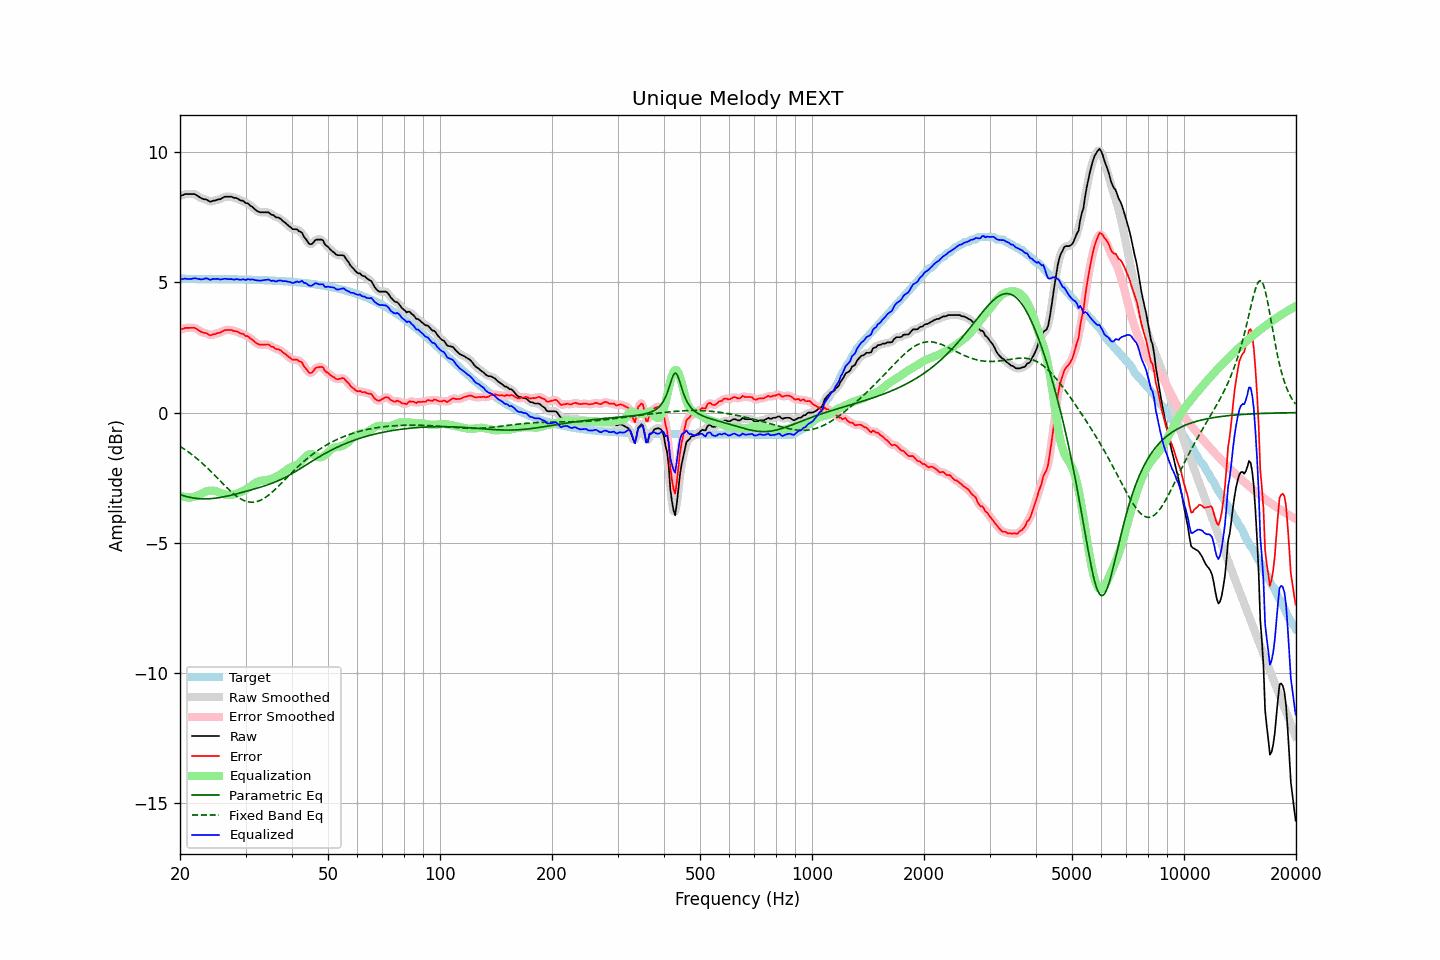 Unique Melody MEXT
Amplitude (dBr)
10
5
0
−5
−10
−15
Target
Raw Smoothed
Error Smoothed
Raw
Error
Equalization
Parametric Eq
Fixed Band Eq
Equalized
20 50 100 200 500 1000 2000 5000 10000 20000
Frequency (Hz)